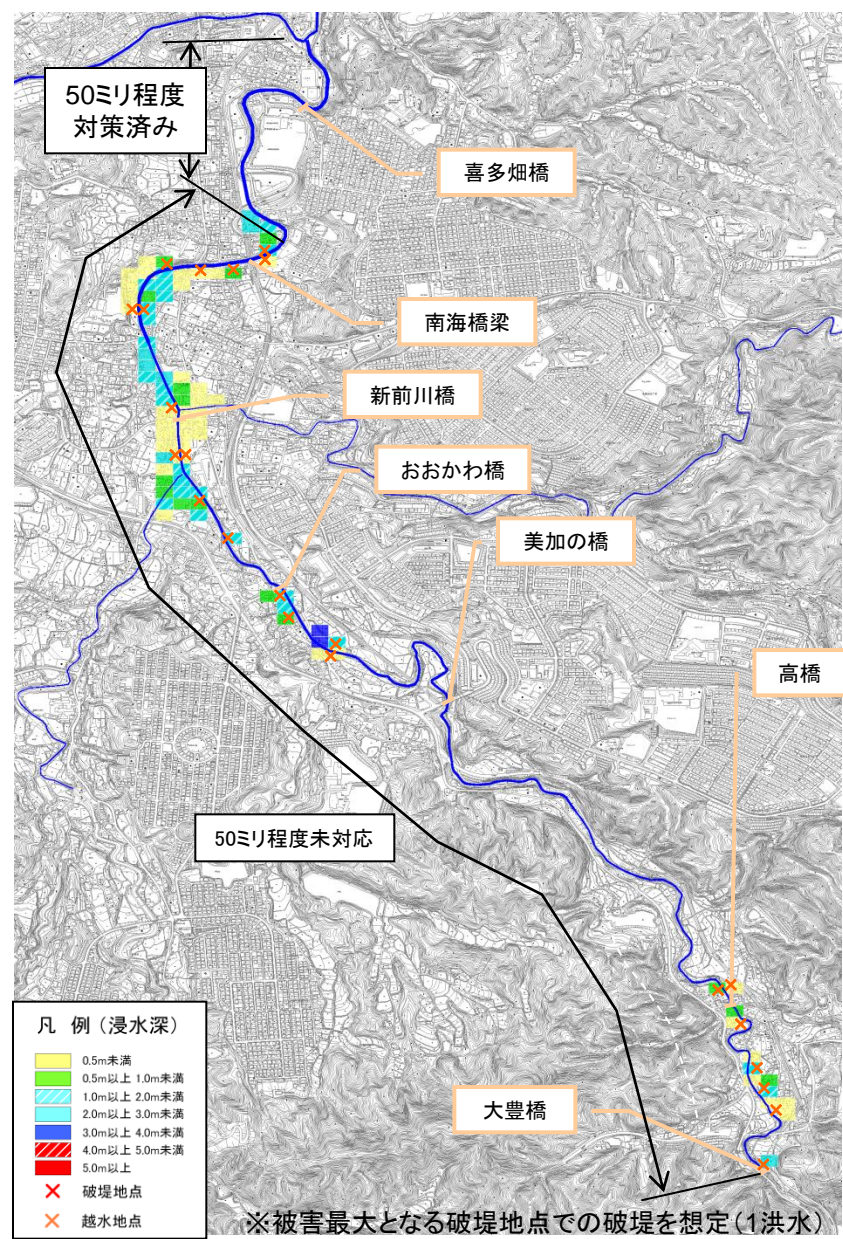 50ミリ程度
対策済み
喜多畑橋
南海橋梁
新前川橋
おおかわ橋
美加の橋
高橋
50ミリ程度未対応
大豊橋
凡 例（浸水深）
0.5m未満
0.5m以上 1.0m未満
1.0m以上 2.0m未満
2.0m以上 3.0m未満
3.0m以上 4.0m未満
4.0m以上 5.0m未満
5.0m以上
破堤地点
越水地点
※被害最大となる破堤地点での破堤を想定（1洪水）